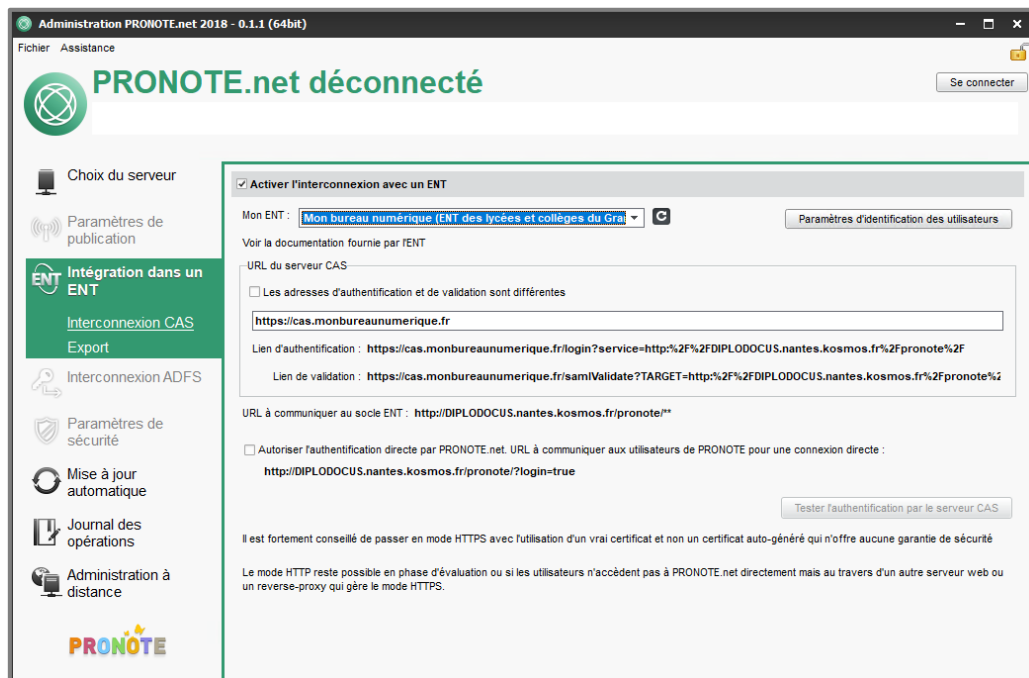 Administration PRONOTE.net 2018 - 0.1.1 (64bit)
Fichier Assistance
PRONOTE.net déconnecté
Se connecter
Choix du serveur
Paramètres de
publication
ENT
Intégration dans un
ENT
Interconnexion CAS
Export
Interconnexion ADFS
Paramètres de
sécurité
Mise à jour
automatique
Journal des
opérations
Administration à
distance
PRONOTE
Activer l'interconnexion avec un ENT
Mon ENT : Mon bureau numérique (ENT des lycées et collèges du Gra
Paramètres d'identification des utilisateurs
Voir la documentation fournie par l'ENT
URL du serveur CAS
Les adresses d'authentification et de validation sont différentes
https://cas.monbureaunumerique.fr
Lien d'authentification : https://cas.monbureaunumerique.fr/login?service=http:%2F%2FDIPLODOCUS.nantes.kosmos.fr%2Fpronote%2F
Lien de validation : https://cas.monbureaunumerique.fr/samlValidate?TARGET=http:%2F%2FDIPLODOCUS.nantes.kosmos.fr%2Fpronote%2
URL à communiquer au socle ENT : http://DIPLODOCUS.nantes.kosmos.fr/pronote/**
Autoriser l'authentification directe par PRONOTE.net. URL à communiquer aux utilisateurs de PRONOTE pour une connexion directe :
http://DIPLODOCUS.nantes.kosmos.fr/pronote/?login=true
Tester l'authentification par le serveur CAS
Il est fortement conseillé de passer en mode HTTPS avec l'utilisation d'un vrai certificat et non un certificat auto-généré qui n'offre aucune garantie de sécurité
Le mode HTTP reste possible en phase d'évaluation ou si les utilisateurs n'accèdent pas à PRONOTE.net directement mais au travers d'un autre serveur web ou
un reverse-proxy qui gère le mode HTTPS.